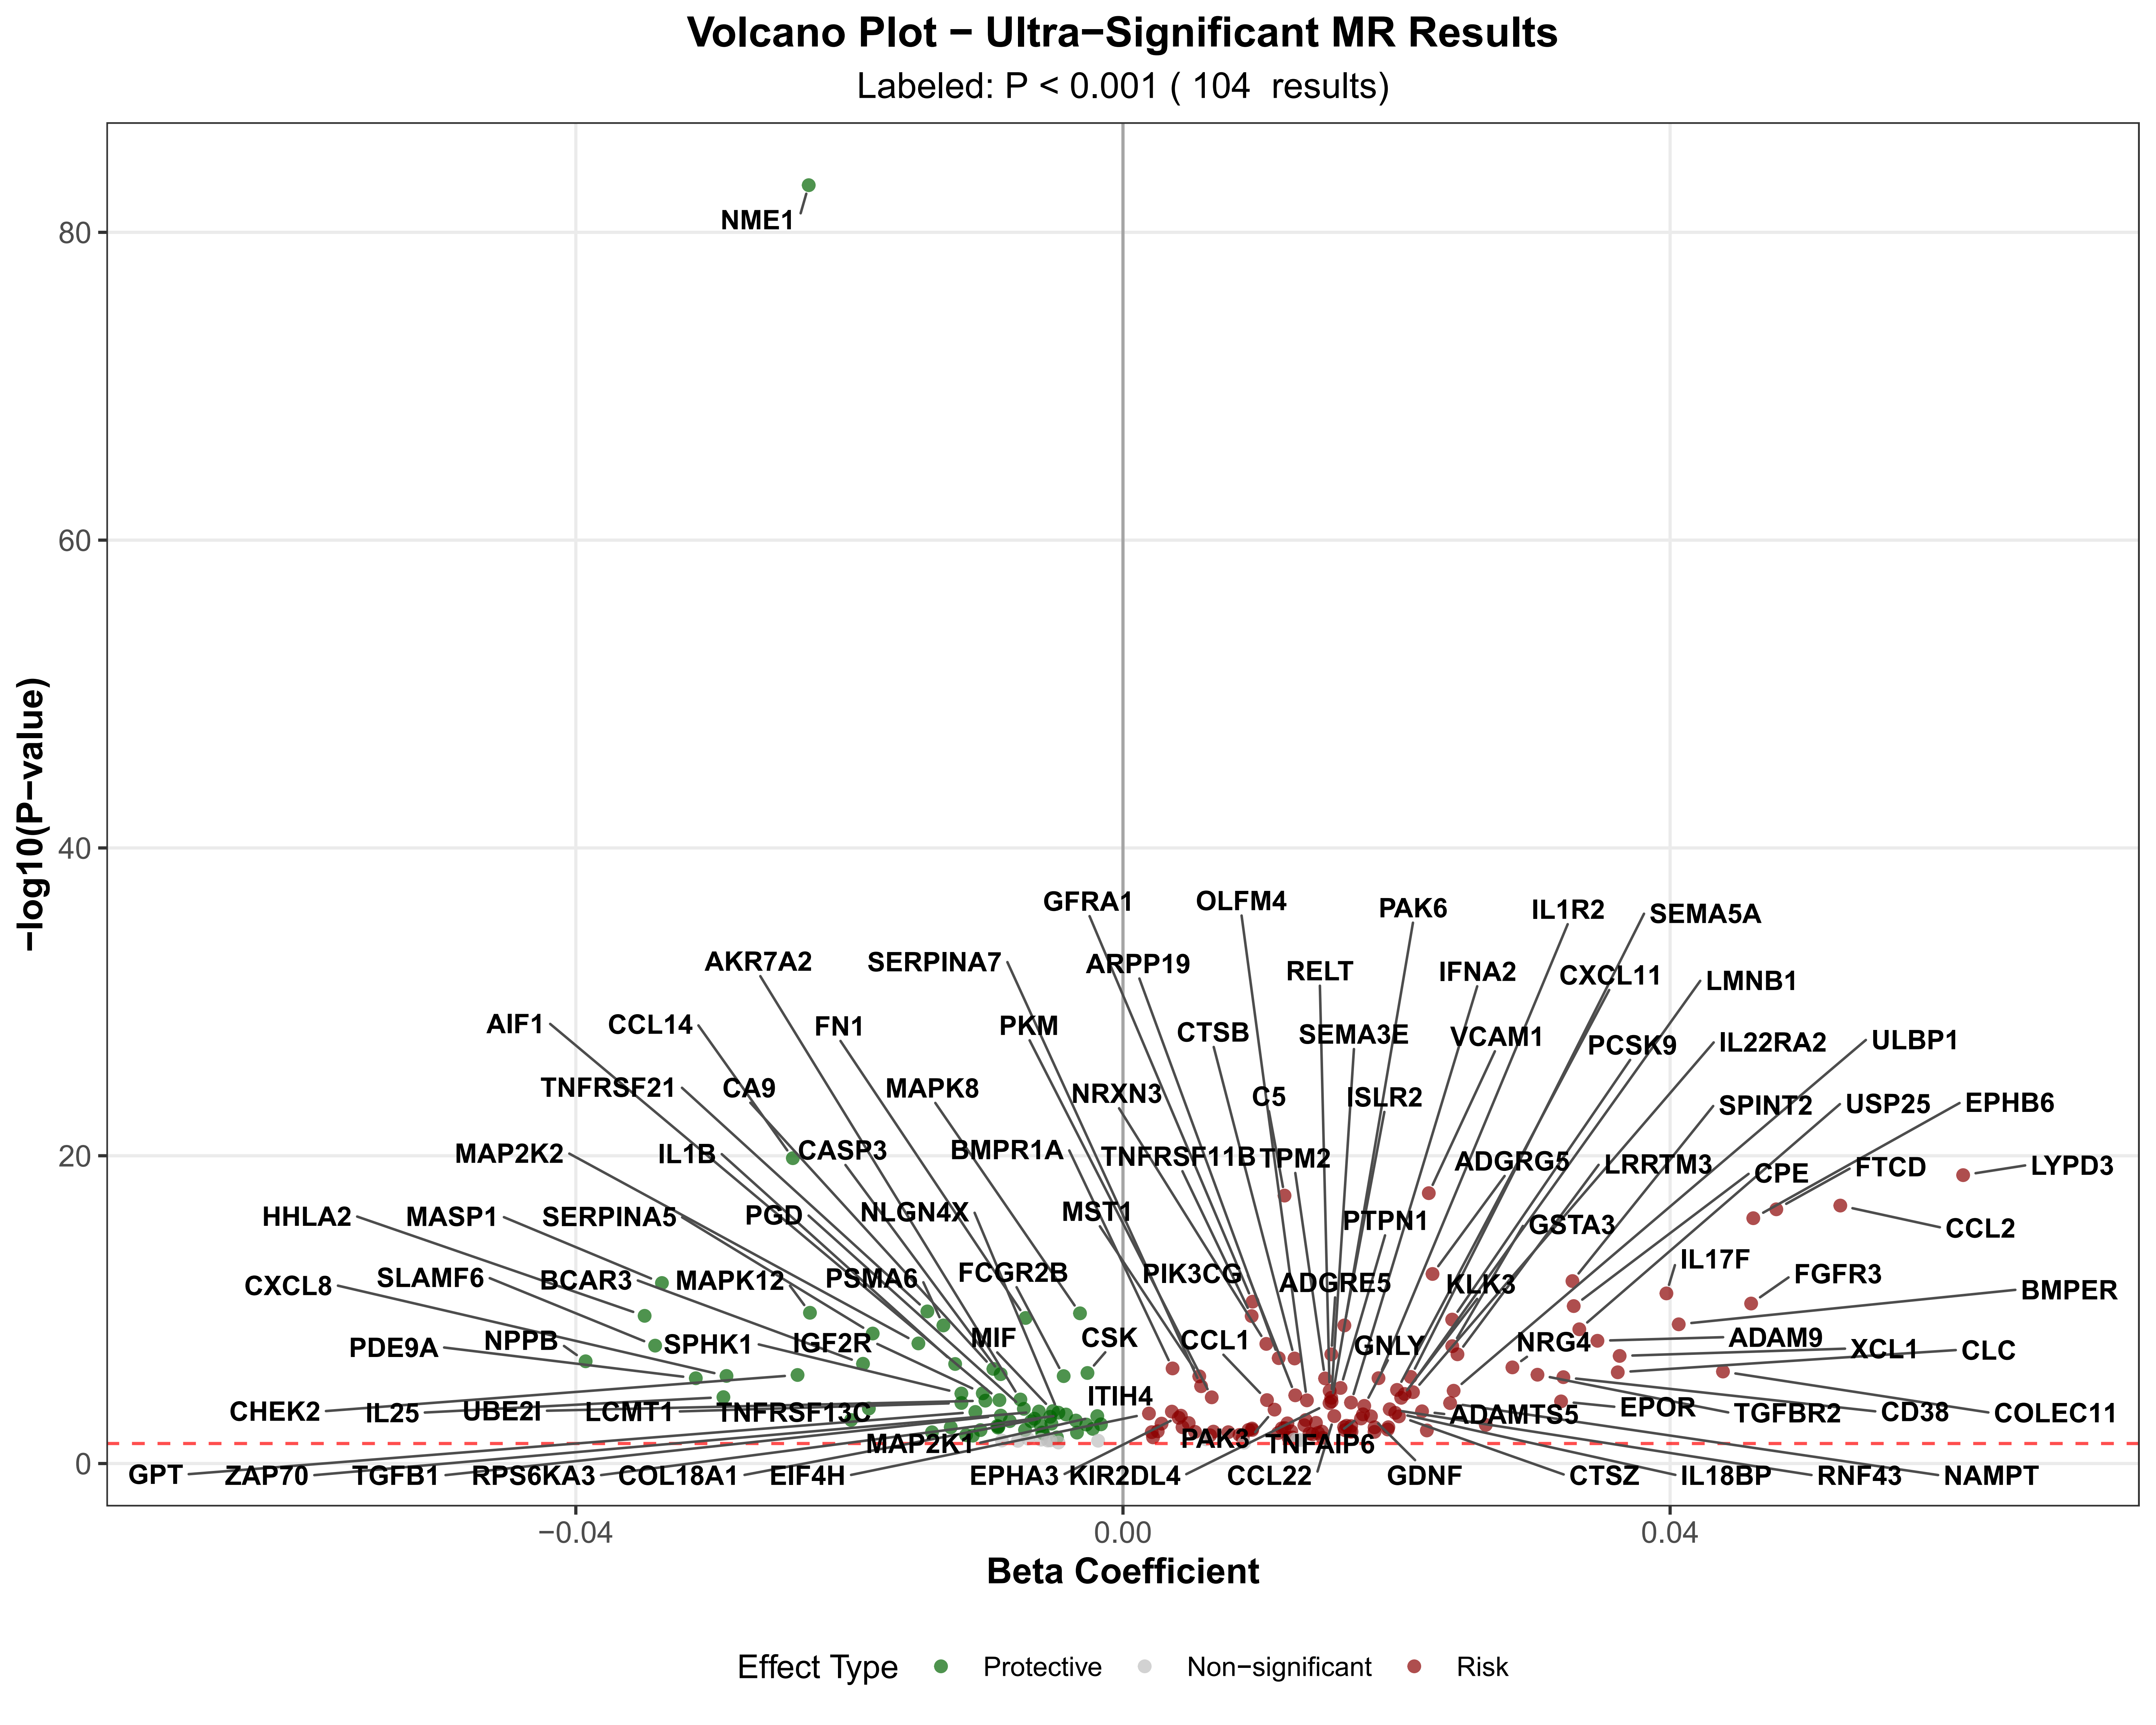 Volcano Plot − Ultra−Significant MR Results
Labeled: P < 0.001 ( 104  results)
−log10(P−value)
80
60
40
20
0
NME1
GFRA1
OLFM4
PAK6
IL1R2
SEMA5A
AKR7A2
SERPINA7
ARPP19
RELT
IFNA2
CXCL11
LMNB1
AIF1
CCL14
FN1
PKM
CTSB
SEMA3E
VCAM1
PCSK9
IL22RA2
ULBP1
TNFRSF21
CA9
MAPK8
NRXN3
C5
ISLR2
SPINT2
USP25
EPHB6
MAP2K2
IL1B
CASP3
BMPR1A
TNFRSF11B
TPM2
ADGRG5
LRRTM3
CPE
FTCD
LYPD3
HHLA2
MASP1
SERPINA5
PGD
NLGN4X
MST1
PTPN1
GSTA3
CCL2
CXCL8
SLAMF6
BCAR3
MAPK12
PSMA6
FCGR2B
PIK3CG
ADGRE5
KLK3
IL17F
FGFR3
BMPER
PDE9A
NPPB
SPHK1
IGF2R
MIF
CSK
CCL1
GNLY
NRG4
ADAM9
XCL1
CLC
CHEK2
IL25
UBE2I
LCMT1
TNFRSF13C
ITIH4
ADAMTS5
EPOR
TGFBR2
CD38
COLEC11
MAP2K1
PAK3
TNFAIP6
GPT
ZAP70
TGFB1
RPS6KA3
COL18A1
EIF4H
EPHA3
KIR2DL4
CCL22
GDNF
CTSZ
IL18BP
RNF43
NAMPT
−0.04
0.00
0.04
Beta Coefficient
Effect Type
Protective
Non−significant
Risk